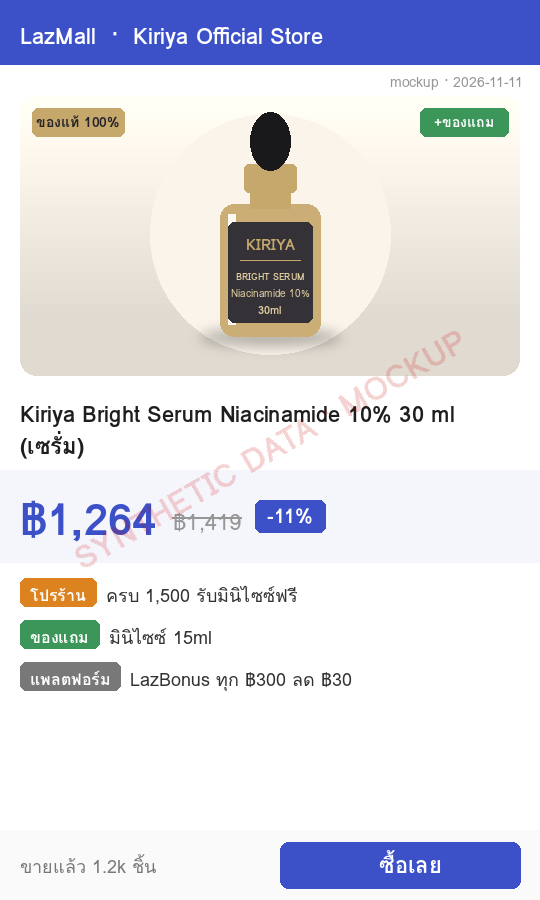 LazMall · Kiriya Official Store
mockup · 2026-11-11
ของแท้ 100%
+ของแถม
KIRIYA
BRIGHT SERUM
Niacinamide 10%
30ml
SYNTHETIC DATA · MOCKUP
Kiriya Bright Serum Niacinamide 10% 30 ml
(เซรั่ม)
฿1,264 ฿1,419 -11%
โปรร้าน ครบ 1,500 รับมินิไซซ์ฟรี
ของแถม มินิไซซ์ 15ml
แพลตฟอร์ม LazBonus ทุก ฿300 ลด ฿30
ขายแล้ว 1.2k ชิ้น
ซื้อเลย